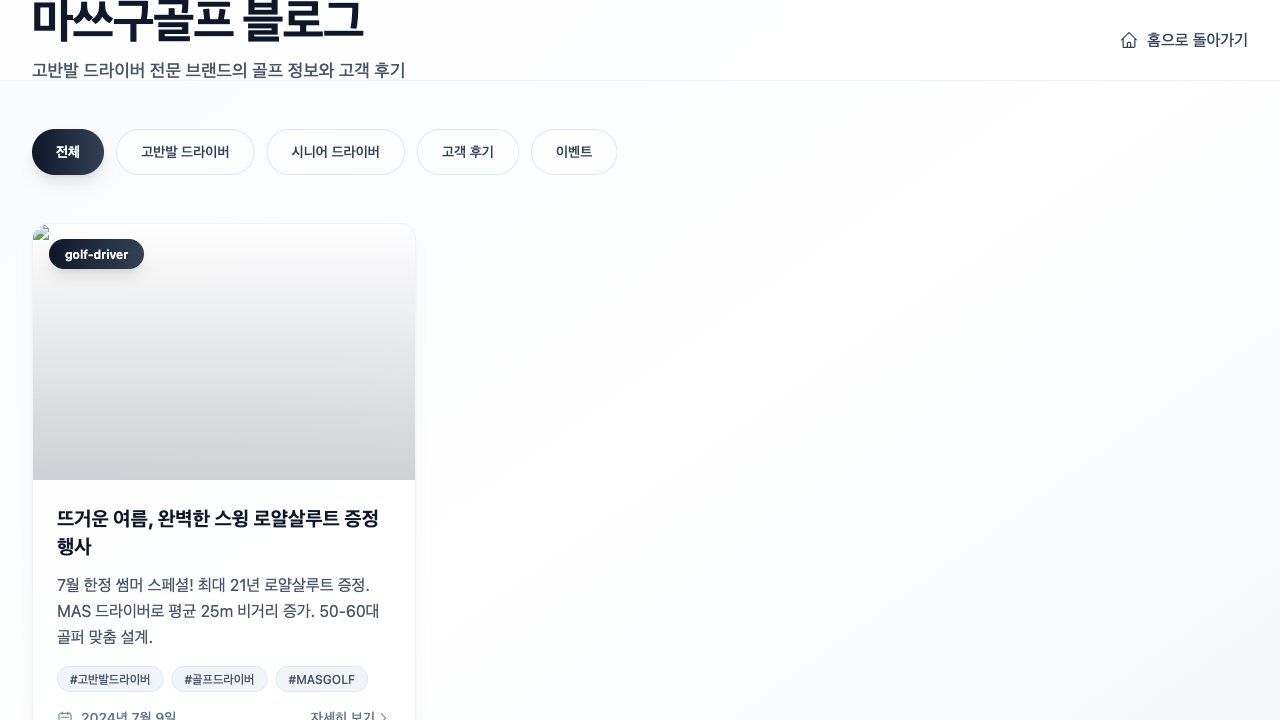 마쓰구골프 블로그
고반발 드라이버 전문 브랜드의 골프 정보와 고객 후기
홈으로 돌아가기
전체
고반발 드라이버
시니어 드라이버
고객 후기
이벤트
golf-driver
뜨거운 여름, 완벽한 스윙 로얄살루트 증정
행사
7월 한정 썸머 스페셜! 최대 21년 로얄살루트 증정.
MAS 드라이버로 평균 25m 비거리 증가. 50-60대
골퍼 맞춤 설계.
#고반발드라이버
#골프드라이버
#MASGOLF
2024년 7월 9일
자세히 보기